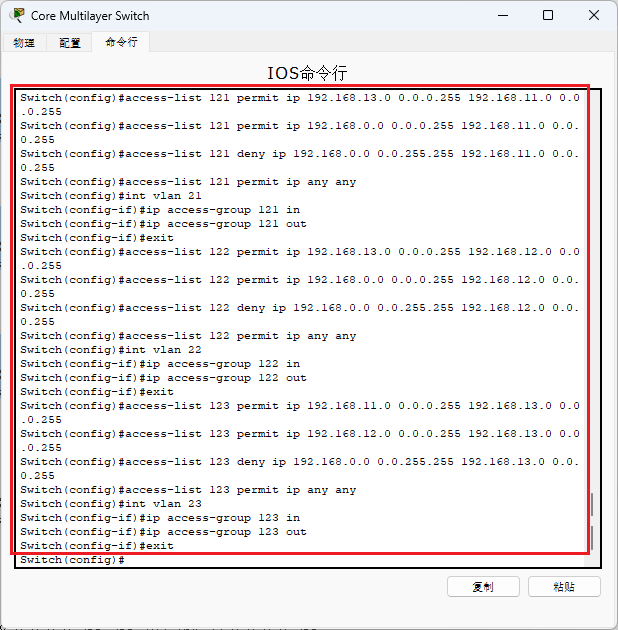 Core Multilayer Switch
物理
配置
命令行
IOS命令行
Switch(config)#access-list 121 permit ip 192.168.13.0 0.0.0.255 192.168.11.0 0.0
.0.255
Switch(config)#access-list 121 permit ip 192.168.0.0 0.0.0.255 192.168.11.0 0.0.
0.255
Switch(config)#access-list 121 deny ip 192.168.0.0 0.0.255.255 192.168.11.0 0.0.
0.255
Switch(config)#access-list 121 permit ip any any
Switch(config)#int vlan 21
Switch(config-if)#ip access-group 121 in
Switch(config-if)#ip access-group 121 out
Switch(config-if)#exit
Switch(config)#access-list 122 permit ip 192.168.13.0 0.0.0.255 192.168.12.0 0.0
.0.255
Switch(config)#access-list 122 permit ip 192.168.0.0 0.0.0.255 192.168.12.0 0.0.
0.255
Switch(config)#access-list 122 deny ip 192.168.0.0 0.0.255.255 192.168.12.0 0.0.
0.255
Switch(config)#access-list 122 permit ip any any
Switch(config)#int vlan 22
Switch(config-if)#ip access-group 122 in
Switch(config-if)#ip access-group 122 out
Switch(config-if)#exit
Switch(config)#access-list 123 permit ip 192.168.11.0 0.0.0.255 192.168.13.0 0.0
.0.255
Switch(config)#access-list 123 permit ip 192.168.12.0 0.0.0.255 192.168.13.0 0.0
.0.255
Switch(config)#access-list 123 deny ip 192.168.0.0 0.0.255.255 192.168.13.0 0.0.
0.255
Switch(config)#access-list 123 permit ip any any
Switch(config)#int vlan 23
Switch(config-if)#ip access-group 123 in
Switch(config-if)#ip access-group 123 out
Switch(config-if)#exit
Switch(config)#
复制
粘贴